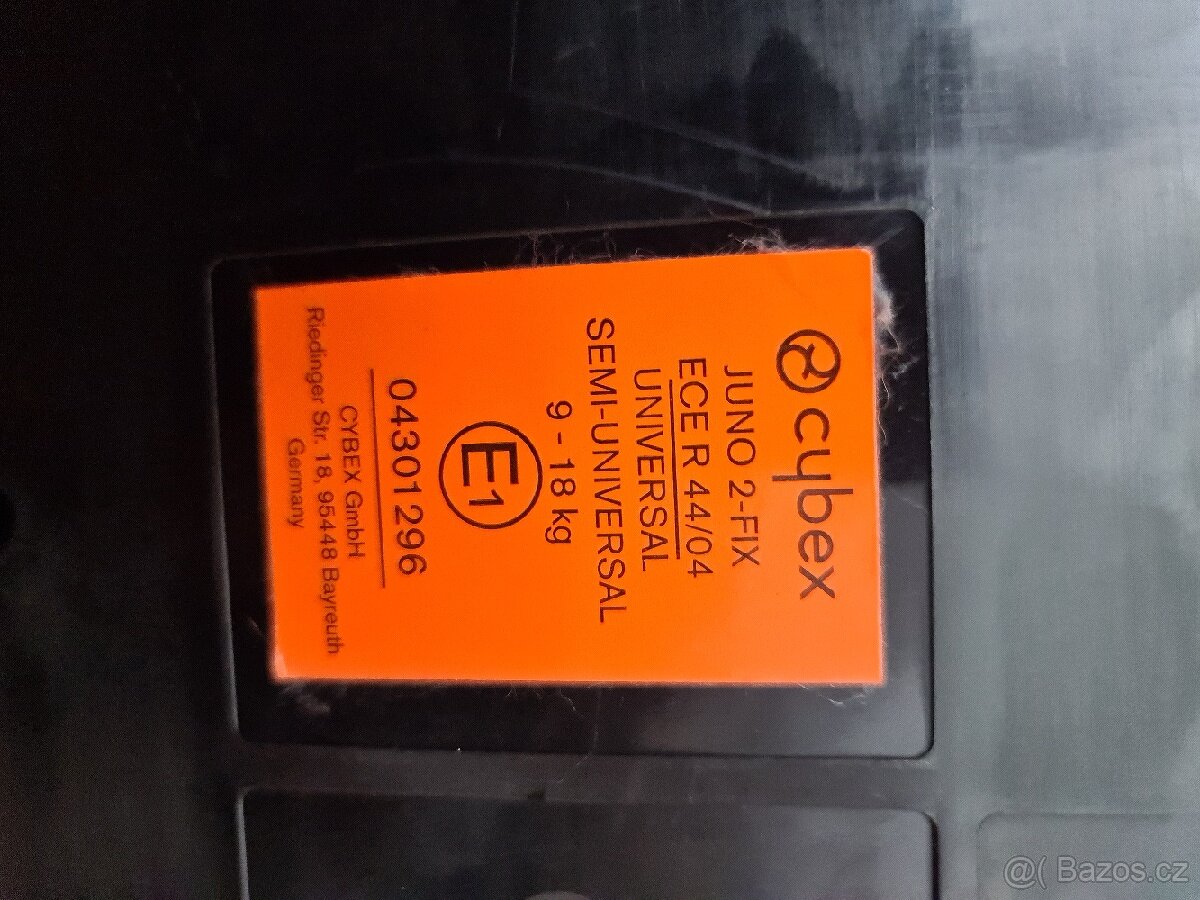 cybex
JUNO 2-FIX
ECE R 44/04
UNIVERSAL
SEMI-UNIVERSAL
9 - 18 kg
E1
04301296
CYBEX GmbH
Riedinger Str. 18, 95448 Bayreuth
Germany
@( Bazos.cz